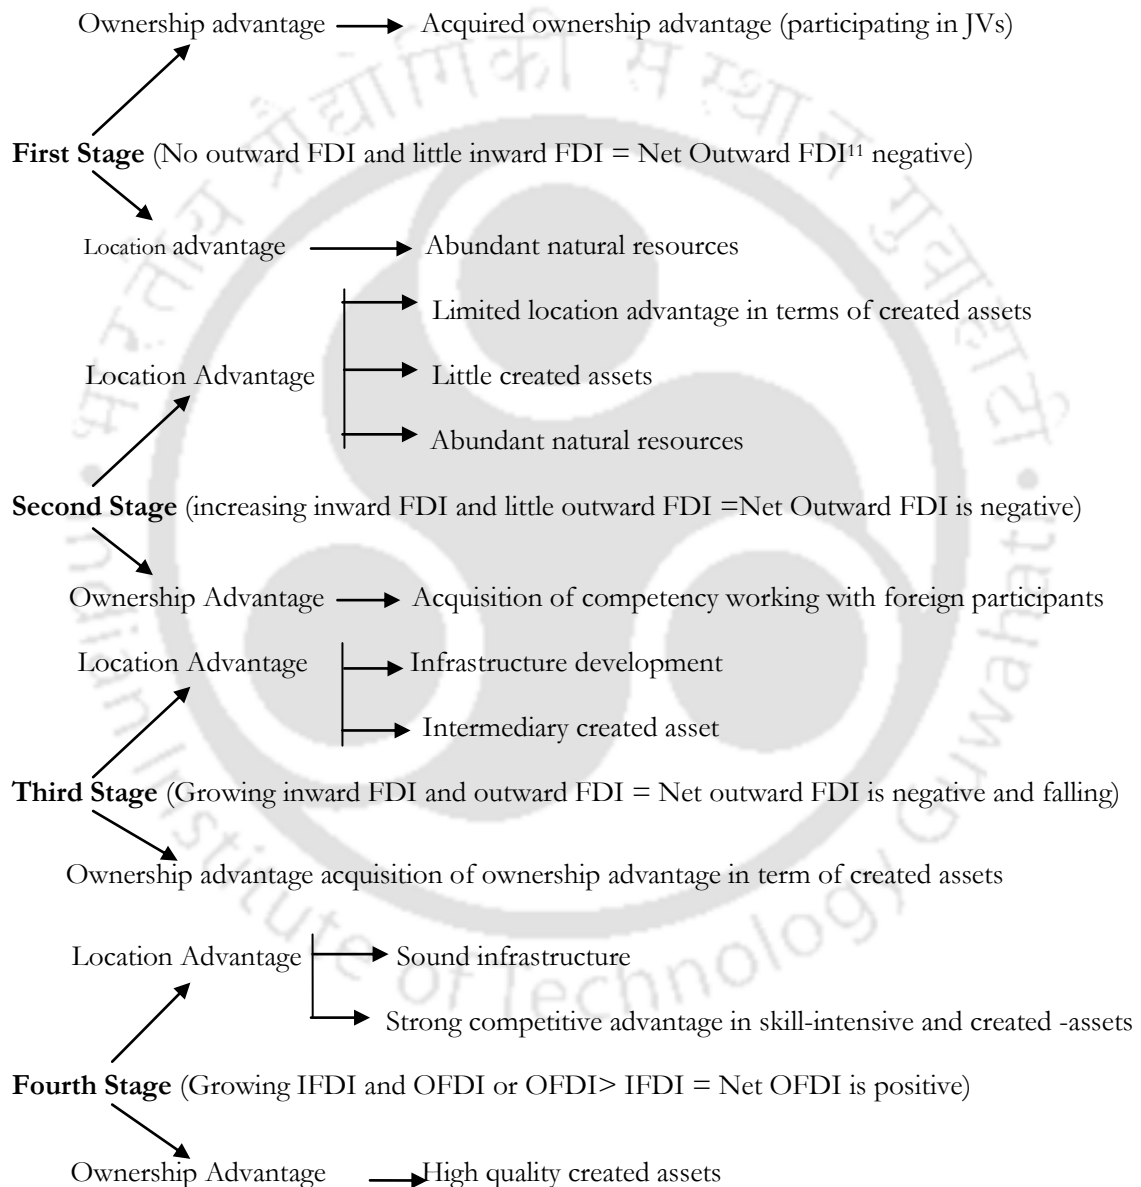 Ownership advantage Acquired ownership advantage (participating in JVs)
First Stage (No outward FDI and little inward FDI = Net Outward FDI¹¹ negative)
Location advantage Abundant natural resources
Limited location advantage in terms of created assets
Location Advantage Little created assets
Abundant natural resources
Second Stage (increasing inward FDI and little outward FDI =Net Outward FDI is negative)
Ownership Advantage Acquisition of competency working with foreign participants
Location Advantage Infrastructure development
Intermediary created asset
Third Stage (Growing inward FDI and outward FDI = Net outward FDI is negative and falling)
Ownership advantage acquisition of ownership advantage in term of created assets
Location Advantage Sound infrastructure
Strong competitive advantage in skill-intensive and created -assets
Fourth Stage (Growing IFDI and OFDI or OFDI> IFDI = Net OFDI is positive)
Ownership Advantage High quality created assets
भारतीय प्रौद्योगिकी संस्थान गुवाहाटी
Indian Institute of Technology Guwahati